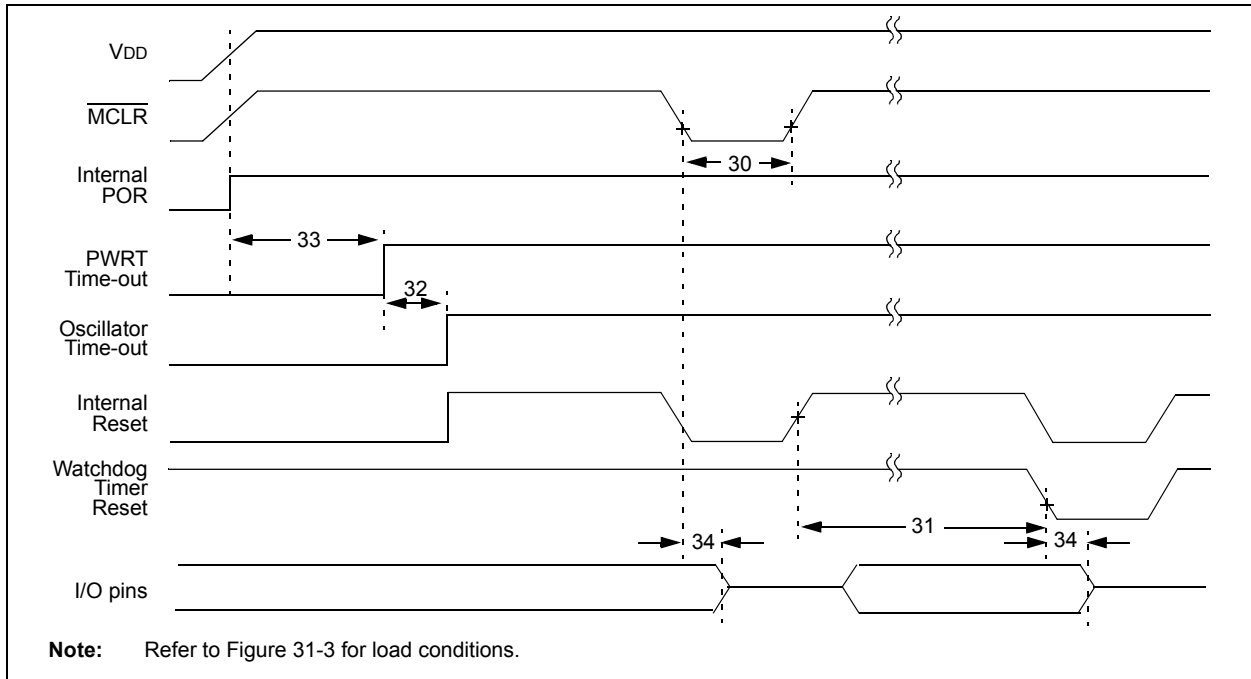 VDD
MCLR
30
Internal
POR
33
PWRT
Time-out
32
Oscillator
Time-out
Internal
Reset
Watchdog
Timer
Reset
31
34
34
I/O pins
Note: Refer to Figure 31-3 for load conditions.